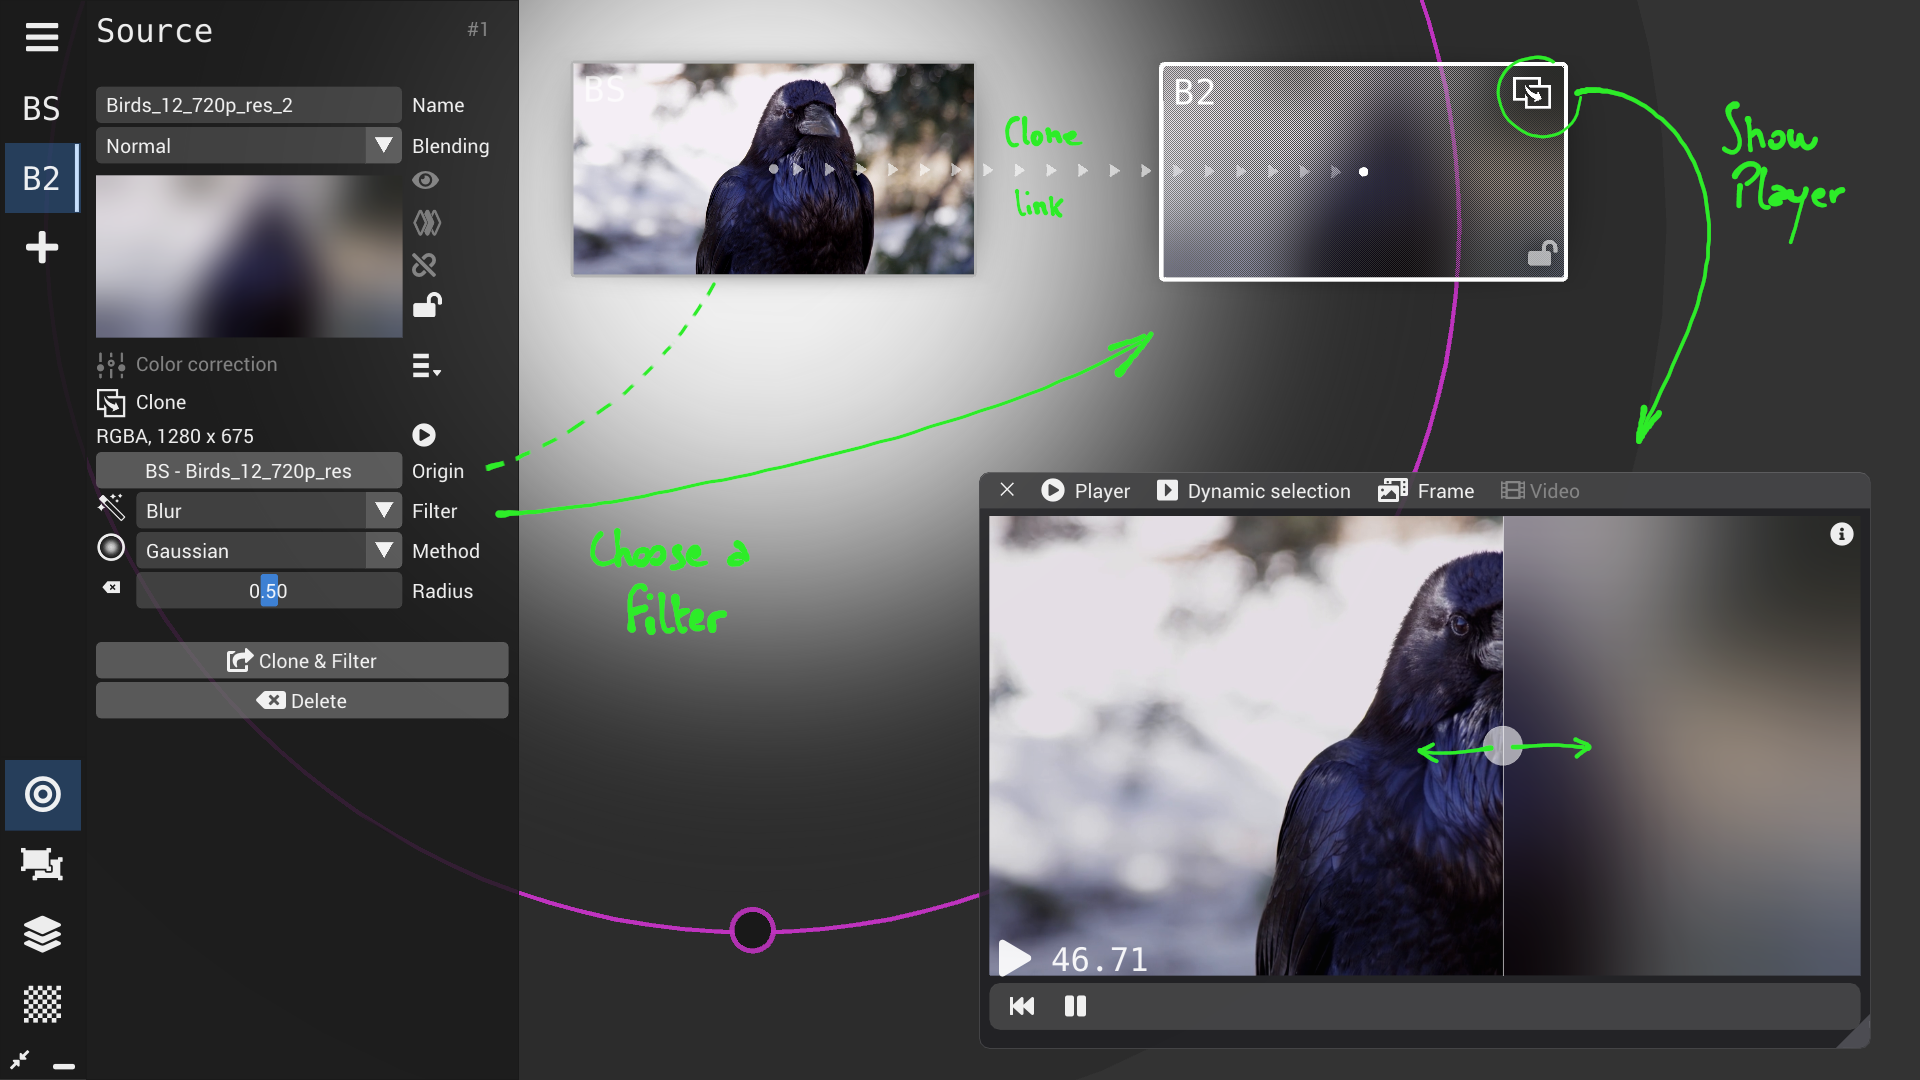 Source
#1
BS
B2
Birds_12_720p_res_2
Name
Normal
Blending
Color correction
Clone
RGBA, 1280 x 675
BS - Birds_12_720p_res
Origin
Blur
Filter
Gaussian
Method
0.50
Radius
Clone & Filter
Delete
BS
Clone
link
B2
Show
Player
Choose a
Filter
Player
Dynamic selection
Frame
Video
46.71